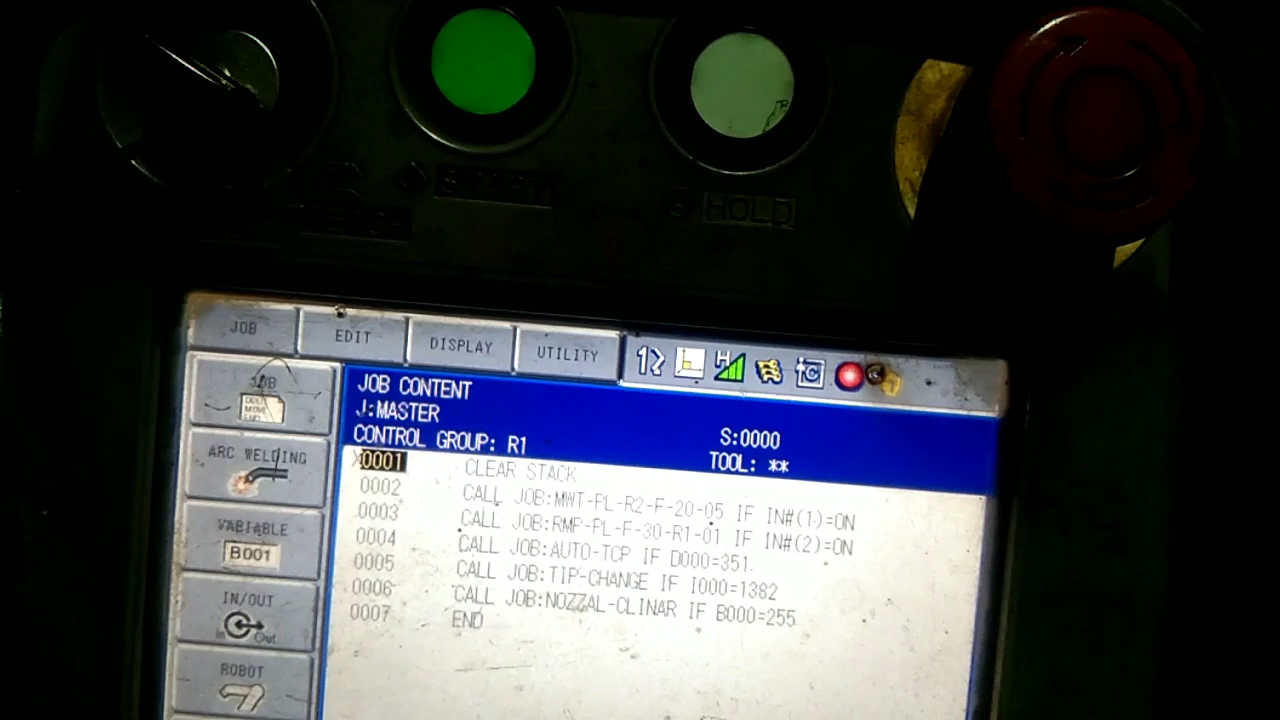 START
HOLD
JOB
EDIT
DISPLAY
UTILITY
JOB
DOUT
MOVE
END
ARC WELDING
VARIABLE
B001
IN/OUT
In Out
ROBOT
JOB CONTENT
J:MASTER
S:0000
CONTROL GROUP: R1
TOOL: **
0001 CLEAR STACK
0002 CALL JOB:MWT-PL-R2-F-20-05 IF IN#(1)=ON
0003 CALL JOB:RMP-PL-F-30-R1-01 IF IN#(2)=ON
0004 CALL JOB:AUTO-TCP IF D000=351
0005 CALL JOB:TIP-CHANGE IF I000=1382
0006 CALL JOB:NOZZAL-CLINAR IF B000=255
0007 END